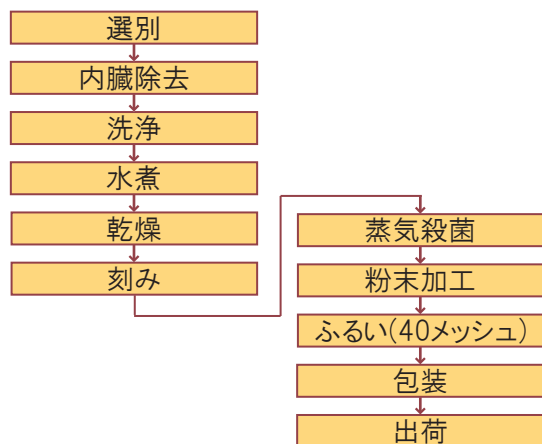 選別
内臓除去
洗浄
水煮
乾燥
刻み
蒸気殺菌
粉末加工
ふるい(40メッシュ)
包装
出荷